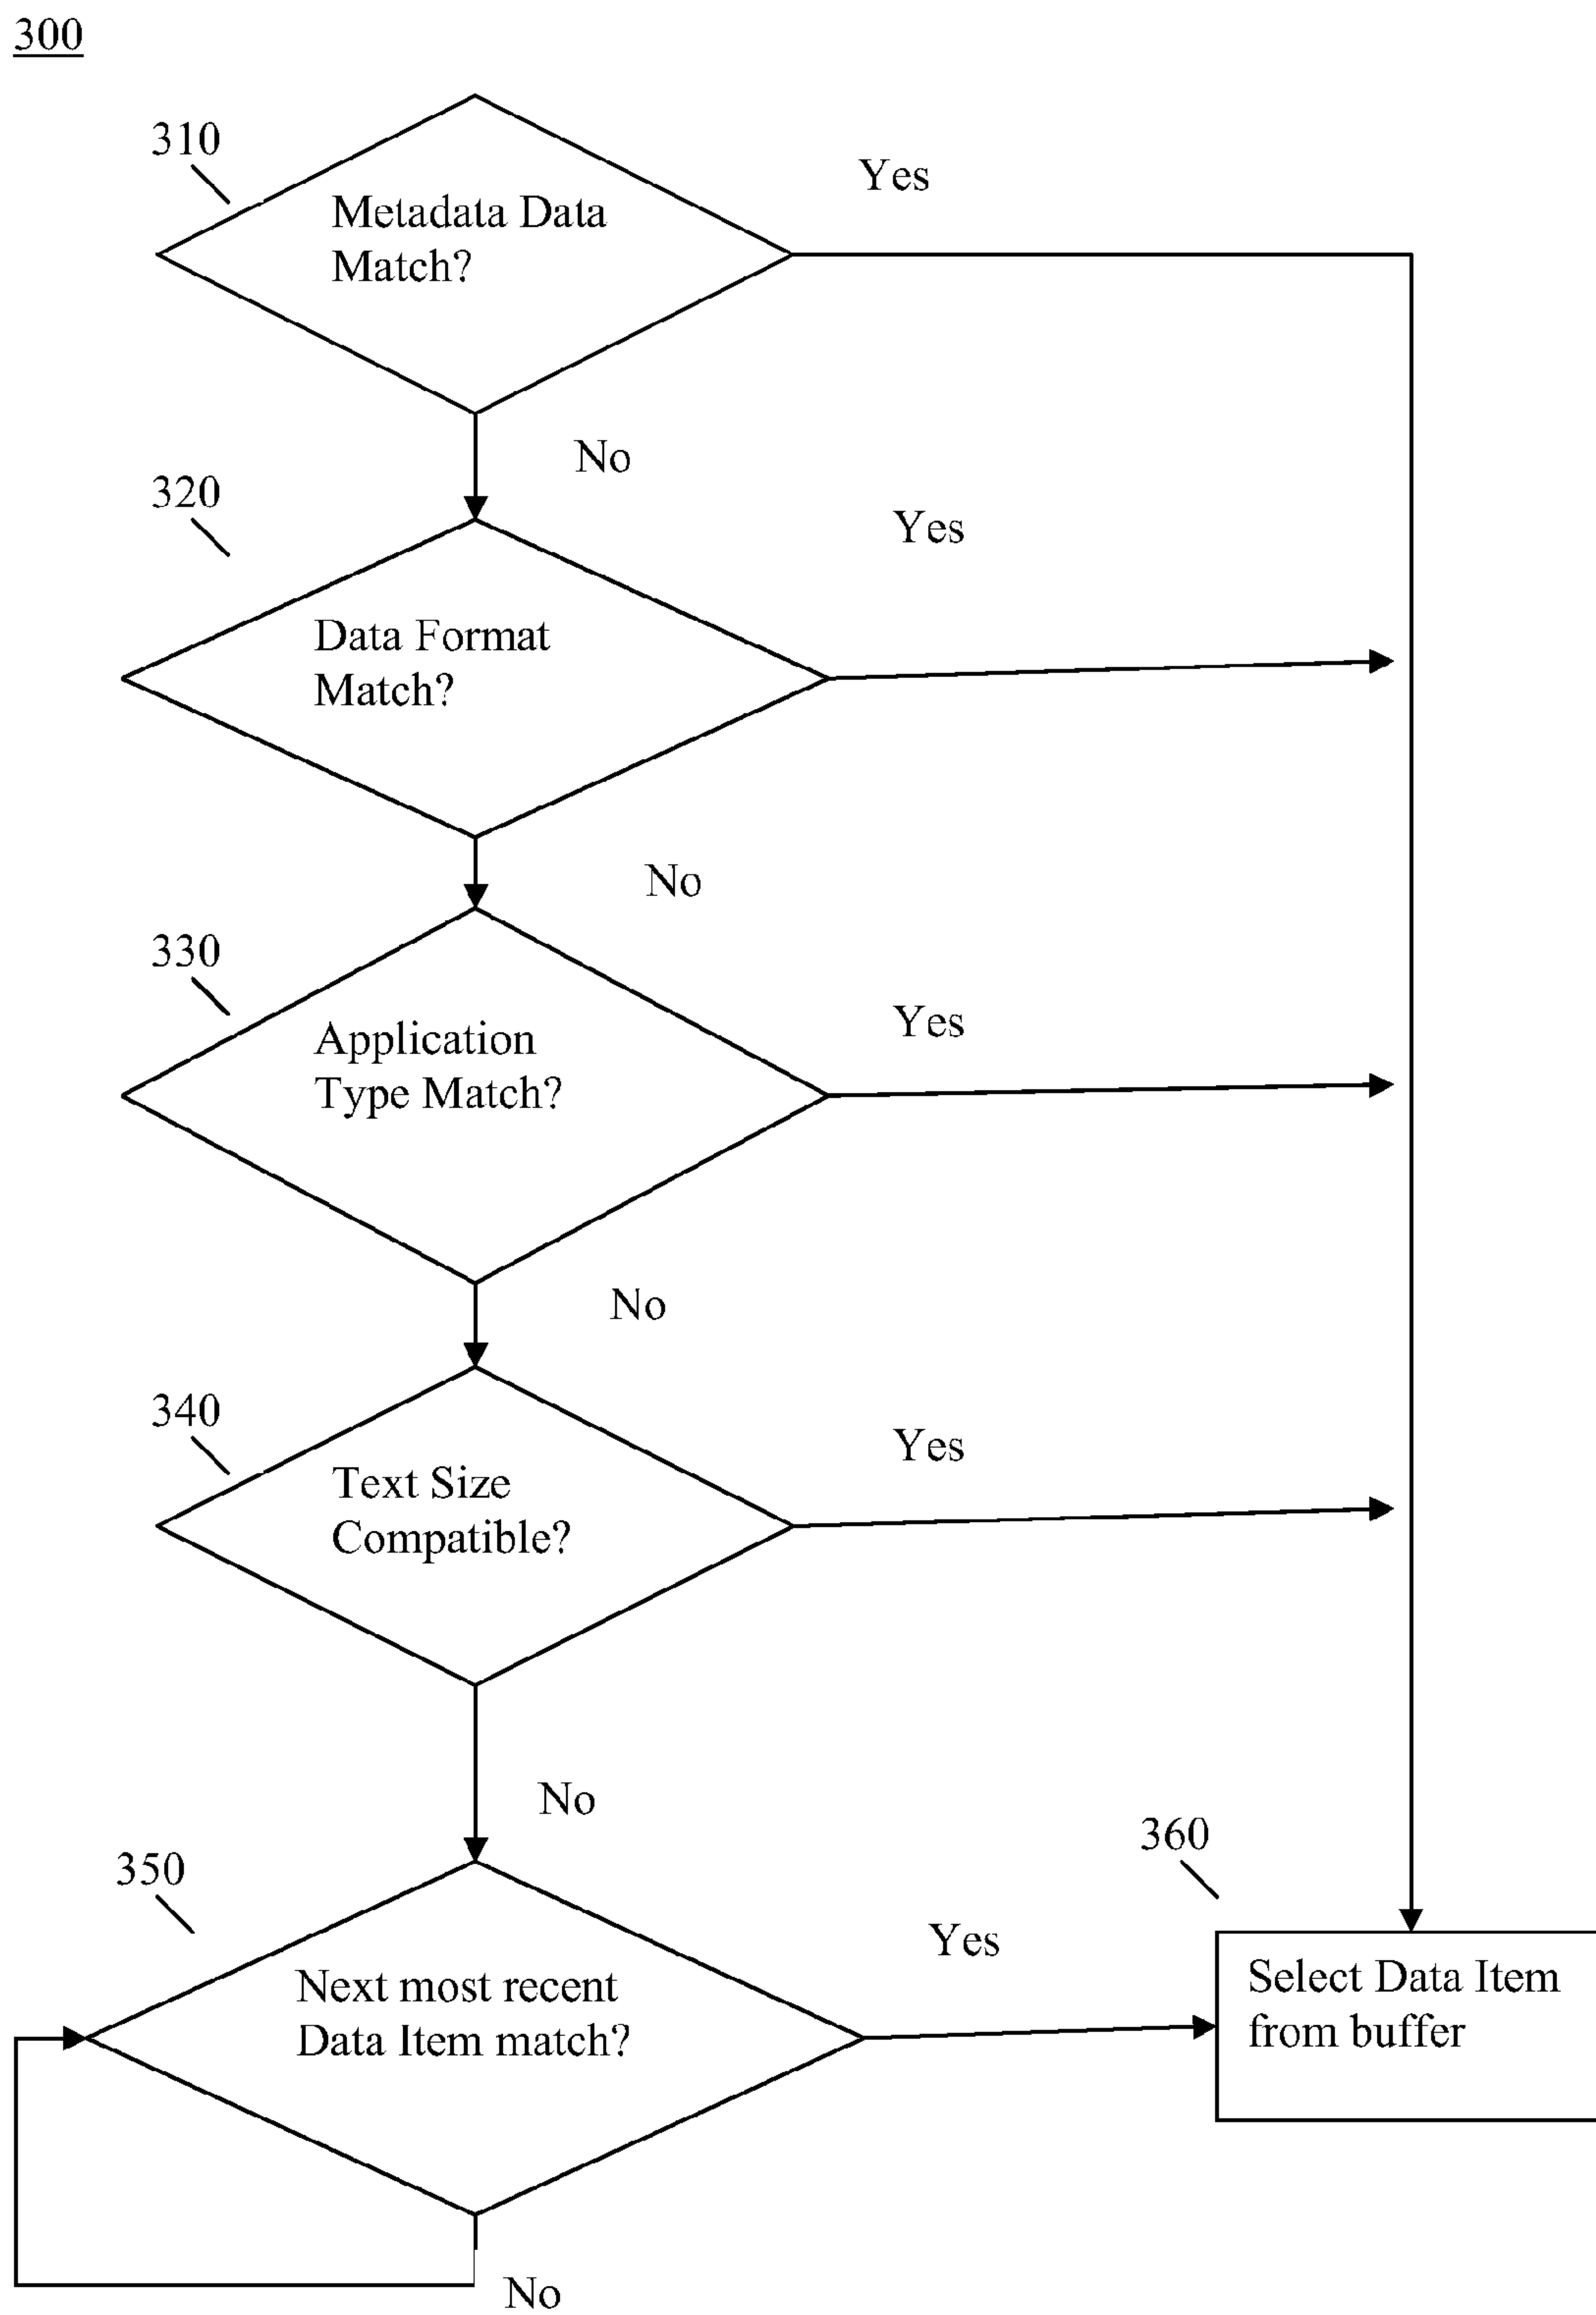 300
310
Yes
Metadata Data
Match?
No
320
Yes
Data Format
Match?
No
330
Yes
Application
Type Match?
No
340
Yes
Text Size
Compatible?
No
360
350
Yes
Next most recent
Data Item match?
Select Data Item
from buffer
No